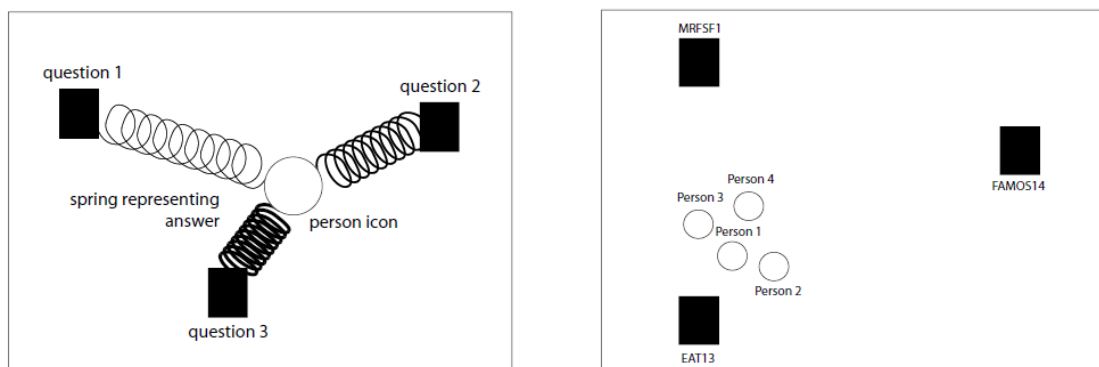 question 1
question 2
spring representing
answer
person icon
question 3
MRFSF1
FAMOS14
Person 4
Person 3
Person 1
Person 2
EAT13